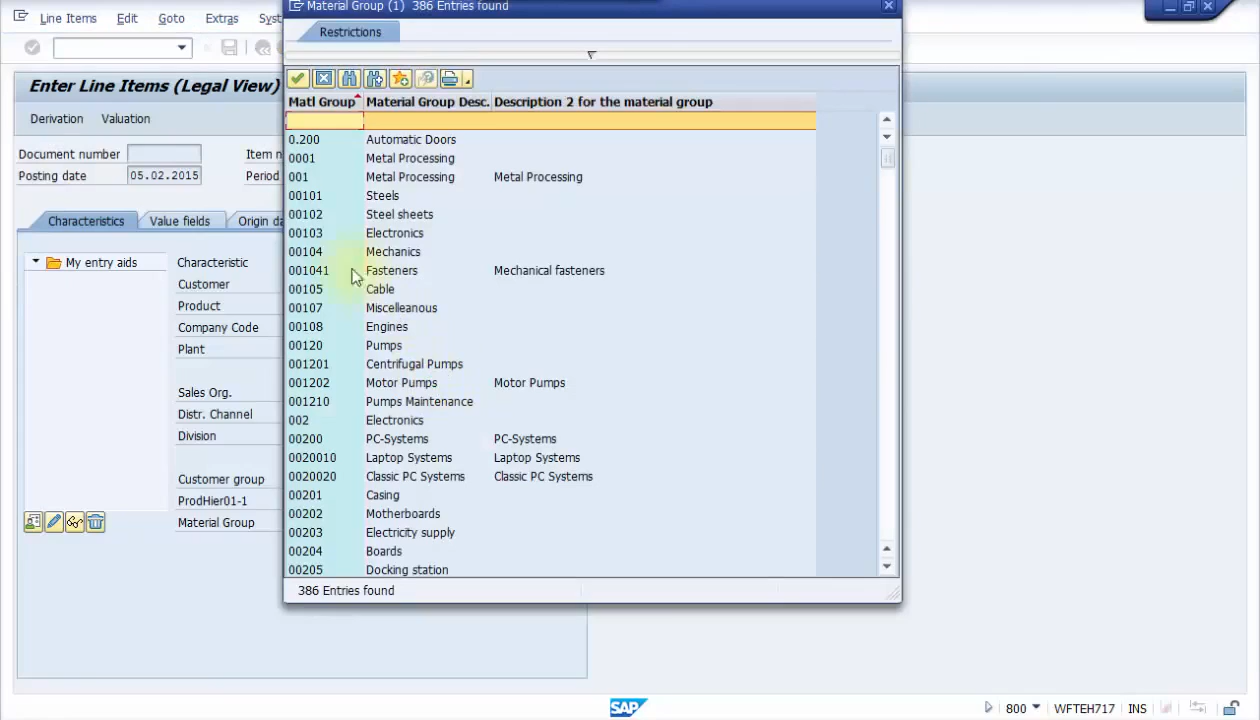 Line Items Edit Goto Extras Syst
Material Group (1) 386 Entries found
Restrictions
Enter Line Items (Legal View)
Derivation Valuation
Document number Item n
Posting date 05.02.2015 Period
Characteristics Value fields Origin da
My entry aids
Characteristic
Customer
Product
Company Code
Plant
Sales Org.
Distr. Channel
Division
Customer group
ProdHier01-1
Material Group
Matl Group Material Group Desc. Description 2 for the material group
0.200 Automatic Doors
0001 Metal Processing
001 Metal Processing Metal Processing
00101 Steels
00102 Steel sheets
00103 Electronics
00104 Mechanics
001041 Fasteners Mechanical fasteners
00105 Cable
00107 Miscelleanous
00108 Engines
00120 Pumps
001201 Centrifugal Pumps
001202 Motor Pumps Motor Pumps
001210 Pumps Maintenance
002 Electronics
00200 PC-Systems PC-Systems
0020010 Laptop Systems Laptop Systems
0020020 Classic PC Systems Classic PC Systems
00201 Casing
00202 Motherboards
00203 Electricity supply
00204 Boards
00205 Docking station
386 Entries found
SAP 800 WFTEH717 INS